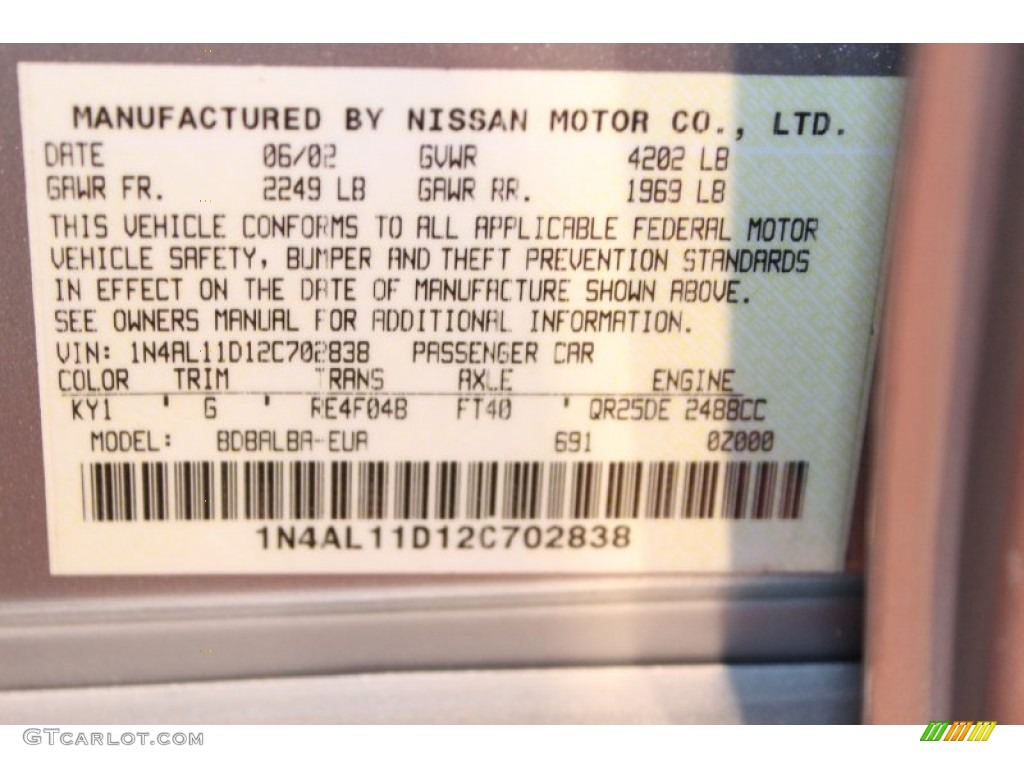 MANUFACTURED BY NISSAN MOTOR CO., LTD.
DATE 06/02 GVWR 4202 LB
GAWR FR. 2249 LB GAWR RR. 1969 LB
THIS VEHICLE CONFORMS TO ALL APPLICABLE FEDERAL MOTOR
VEHICLE SAFETY, BUMPER AND THEFT PREVENTION STANDARDS
IN EFFECT ON THE DATE OF MANUFACTURE SHOWN ABOVE.
SEE OWNERS MANUAL FOR ADDITIONAL INFORMATION.
VIN: 1N4AL11D12C702838 PASSENGER CAR
COLOR TRIM TRANS AXLE ENGINE
KY1 ' G ' RE4F04B FT40 ' QR25DE 2488CC
MODEL: BDBALBA-EUA 691 0Z000
1N4AL11D12C702838
GTcarlot.com